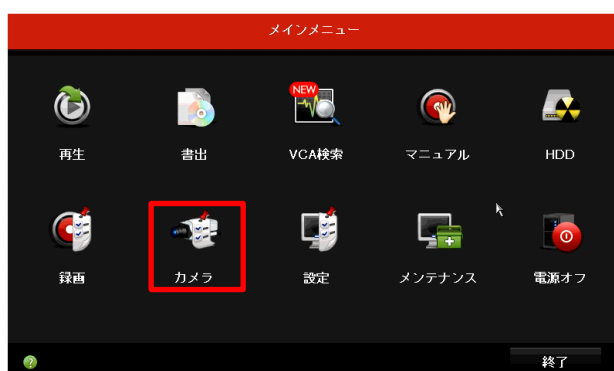 メインメニュー
NEW
再生
書出
VCA検索
マニュアル
HDD
録画
カメラ
設定
メンテナンス
電源オフ
?
終了